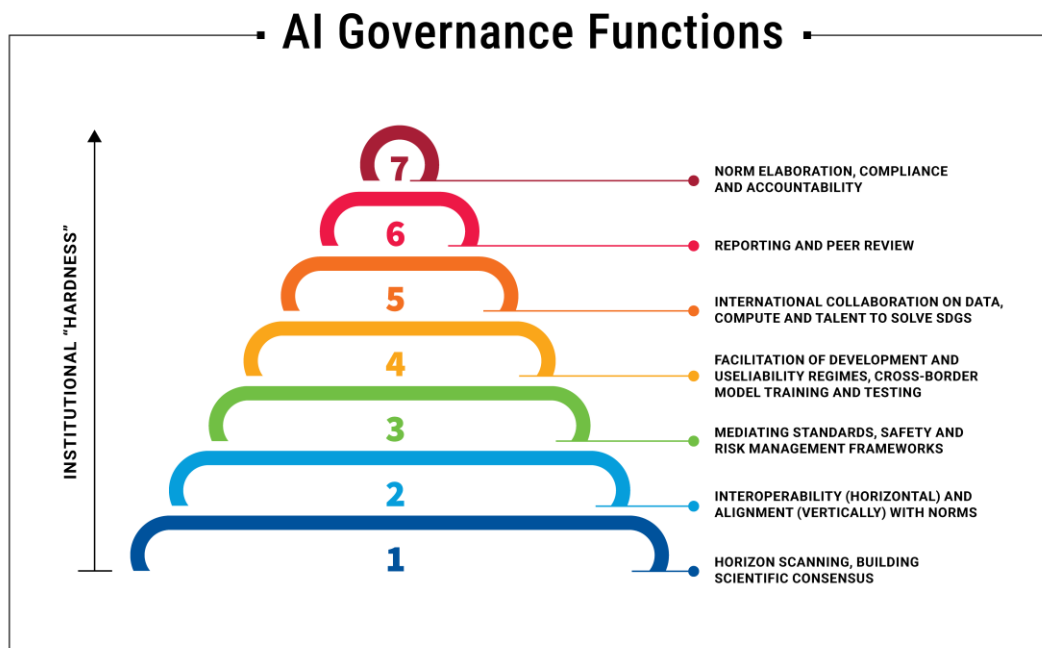 AI Governance Functions
INSTITUTIONAL “HARDNESS”
7
NORM ELABORATION, COMPLIANCE
AND ACCOUNTABILITY
6
REPORTING AND PEER REVIEW
5
INTERNATIONAL COLLABORATION ON DATA,
COMPUTE AND TALENT TO SOLVE SDGS
4
FACILITATION OF DEVELOPMENT AND
USELIABILITY REGIMES, CROSS-BORDER
MODEL TRAINING AND TESTING
3
MEDIATING STANDARDS, SAFETY AND
RISK MANAGEMENT FRAMEWORKS
2
INTEROPERABILITY (HORIZONTAL) AND
ALIGNMENT (VERTICALLY) WITH NORMS
1
HORIZON SCANNING, BUILDING
SCIENTIFIC CONSENSUS